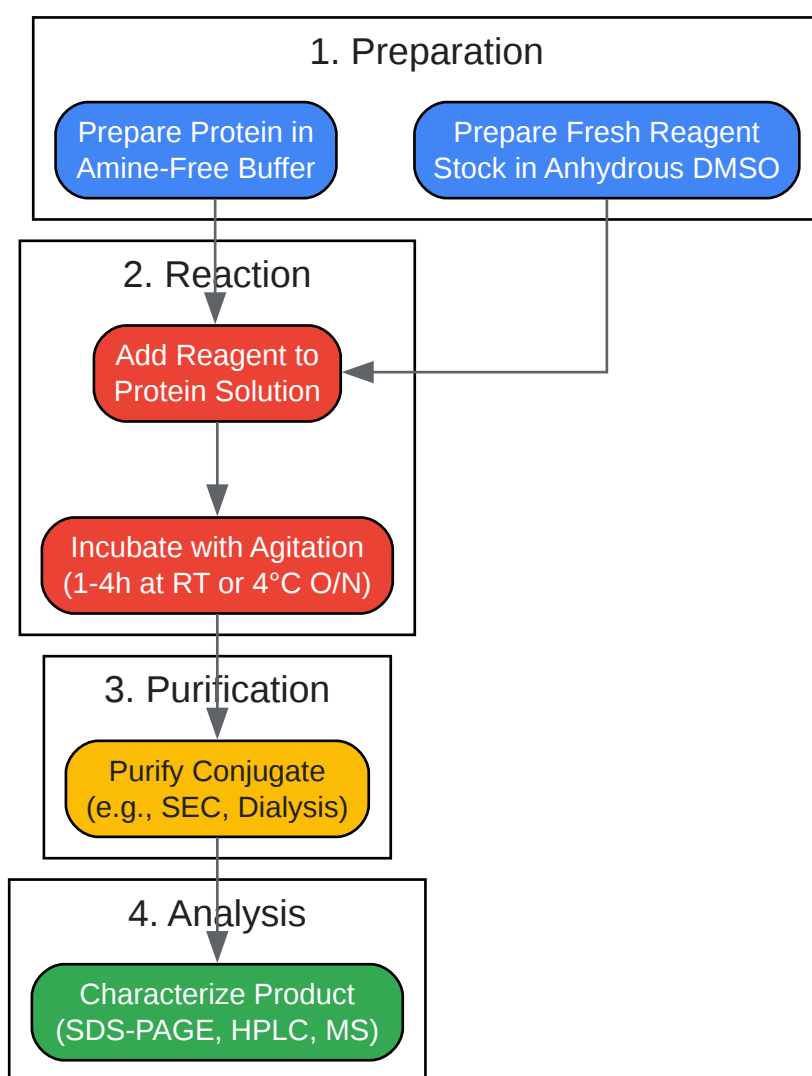 1. Preparation
Prepare Protein in
Amine-Free Buffer
Prepare Fresh Reagent
Stock in Anhydrous DMSO
2. Reaction
Add Reagent to
Protein Solution
Incubate with Agitation
(1-4h at RT or 4°C O/N)
3. Purification
Purify Conjugate
(e.g., SEC, Dialysis)
4. Analysis
Characterize Product
(SDS-PAGE, HPLC, MS)